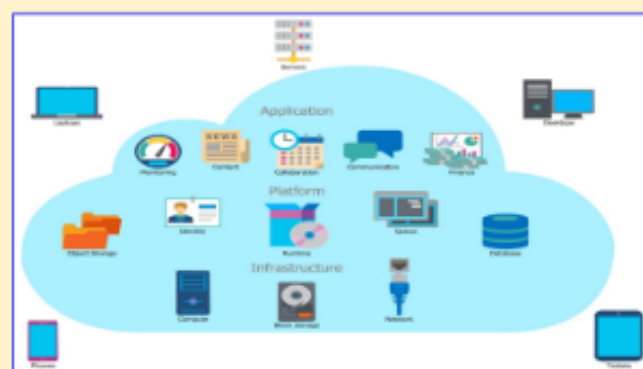 Servers
Application
Laptops
NEWS
Desktops
Monitoring
Content
Collaboration
Communication
Finance
Platform
Identity
Queue
Object Storage
Runtime
Database
Infrastructure
Compute
Block Storage
Network
Phones
Tablets